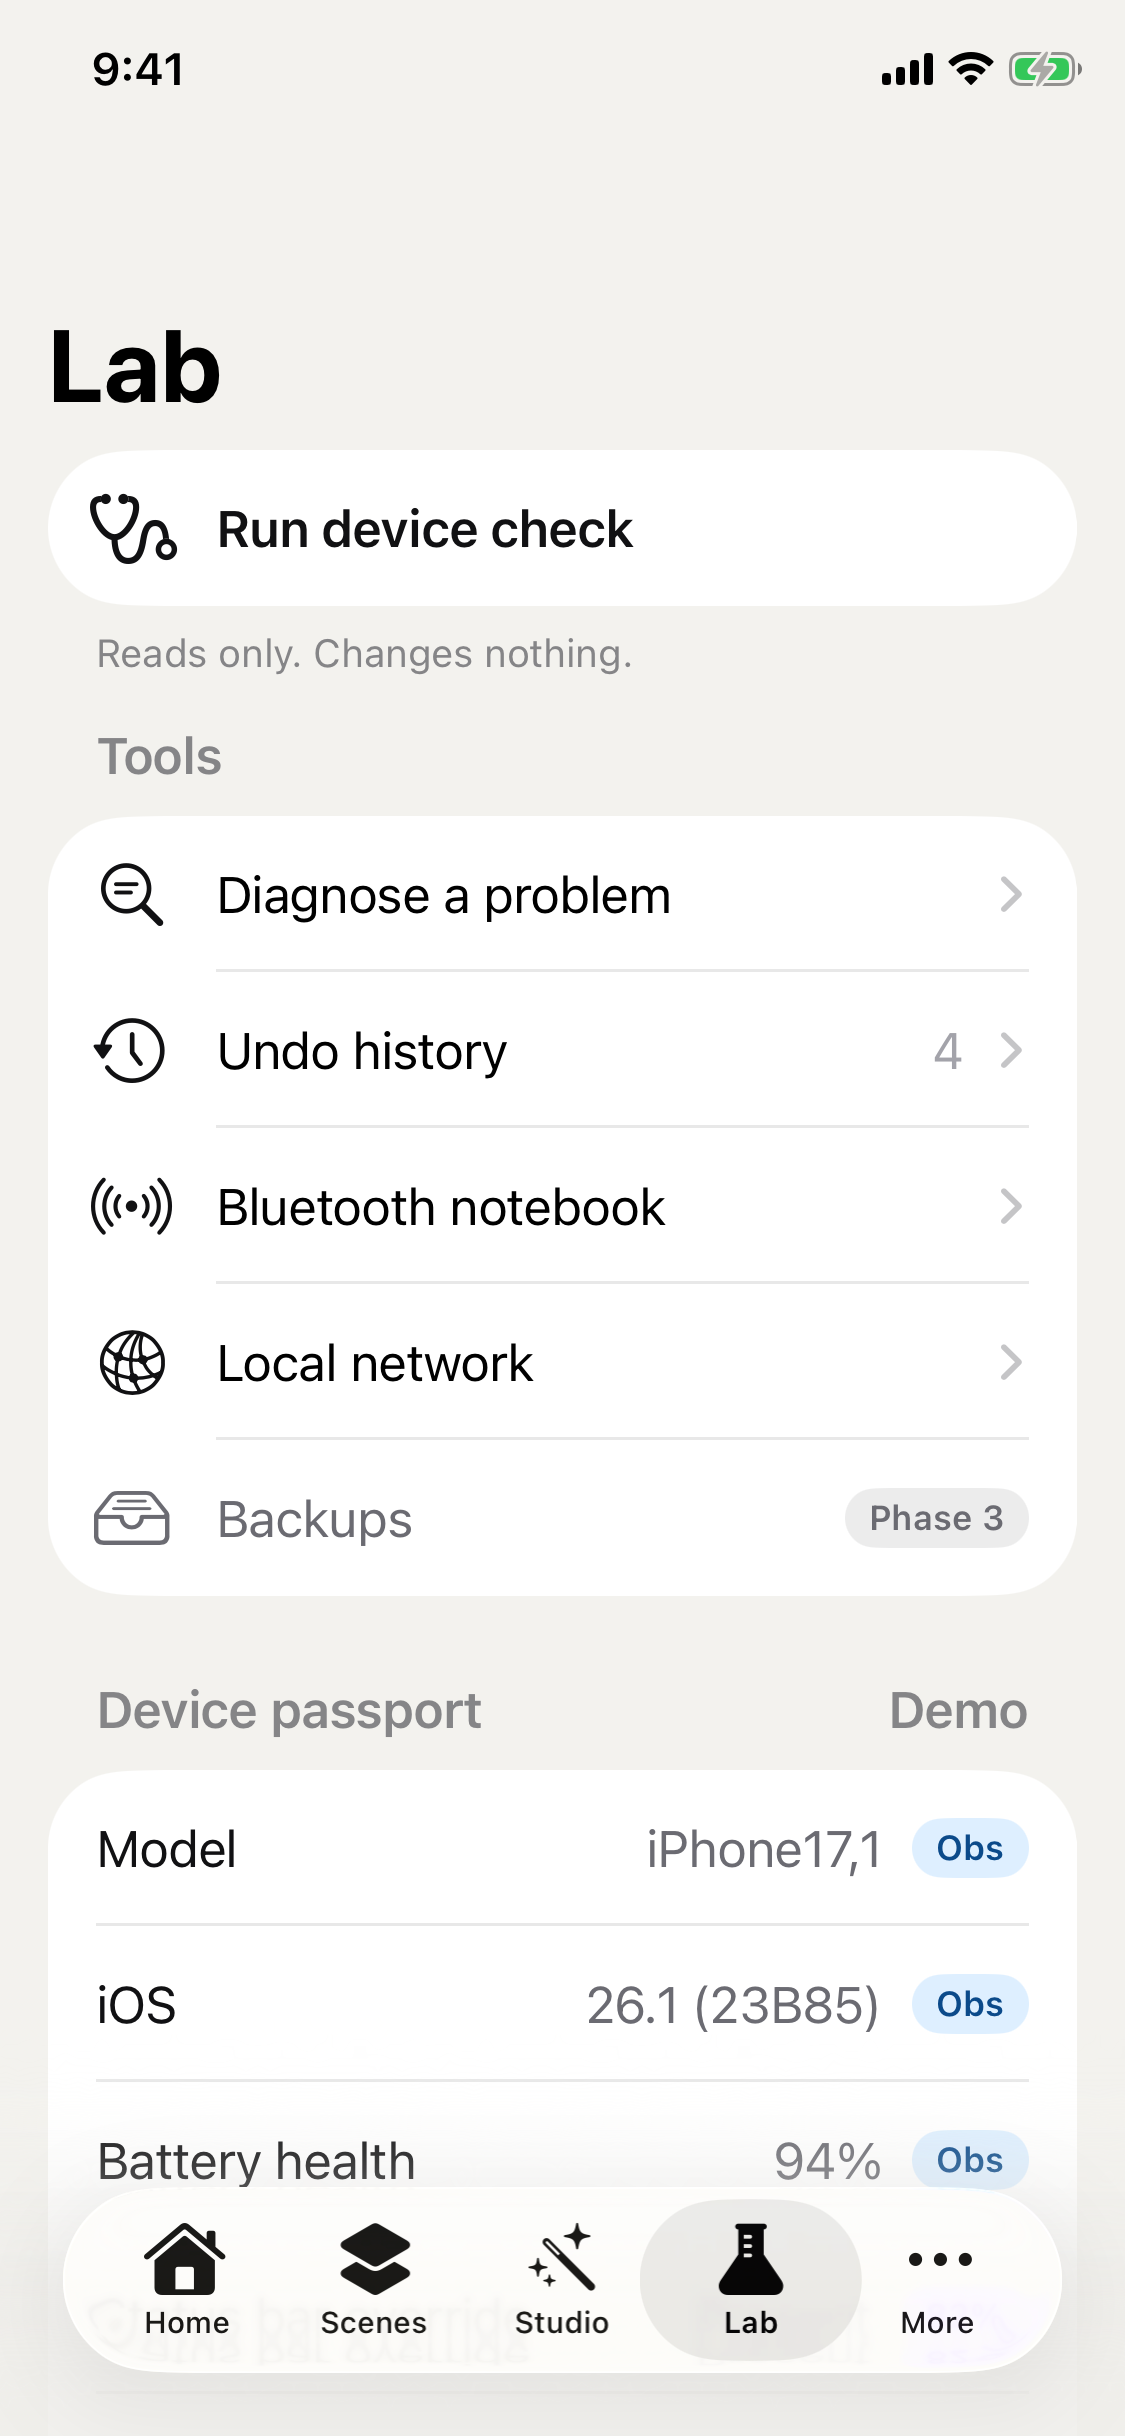 9:41
Lab
Run device check
Reads only. Changes nothing.
Tools
Diagnose a problem
Undo history 4
Bluetooth notebook
Local network
Backups Phase 3
Device passport Demo
Model iPhone17,1 Obs
iOS 26.1 (23B85) Obs
Battery health 94% Obs
Home Scenes Studio Lab More